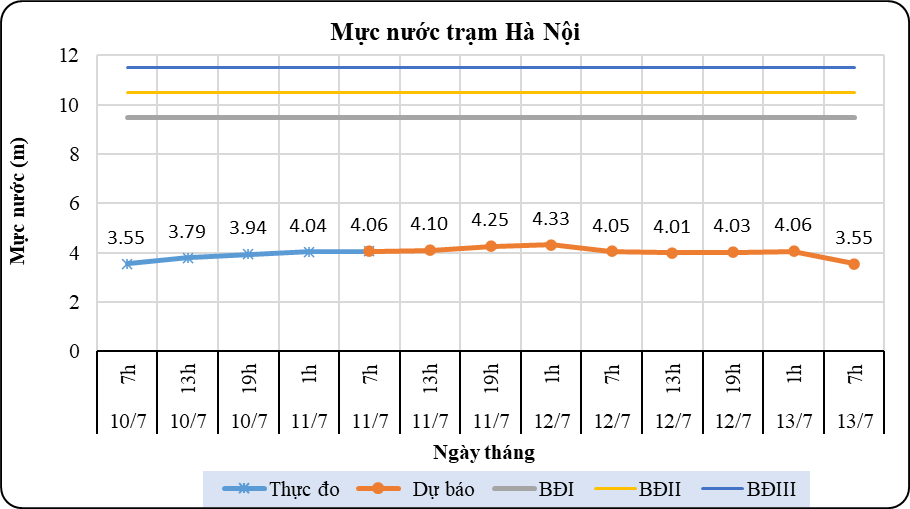 Mực nước trạm Hà Nội
Mực nước (m)
12
10
8
6
4
2
0
3.55 3.79 3.94 4.04 4.06 4.10 4.25 4.33 4.05 4.01 4.03 4.06 3.55
7h 13h 19h 1h 7h 13h 19h 1h 7h 13h 19h 1h 7h
10/7 10/7 10/7 11/7 11/7 11/7 11/7 12/7 12/7 12/7 12/7 13/7 13/7
Ngày tháng
Thực đo Dự báo BĐI BĐII BĐIII